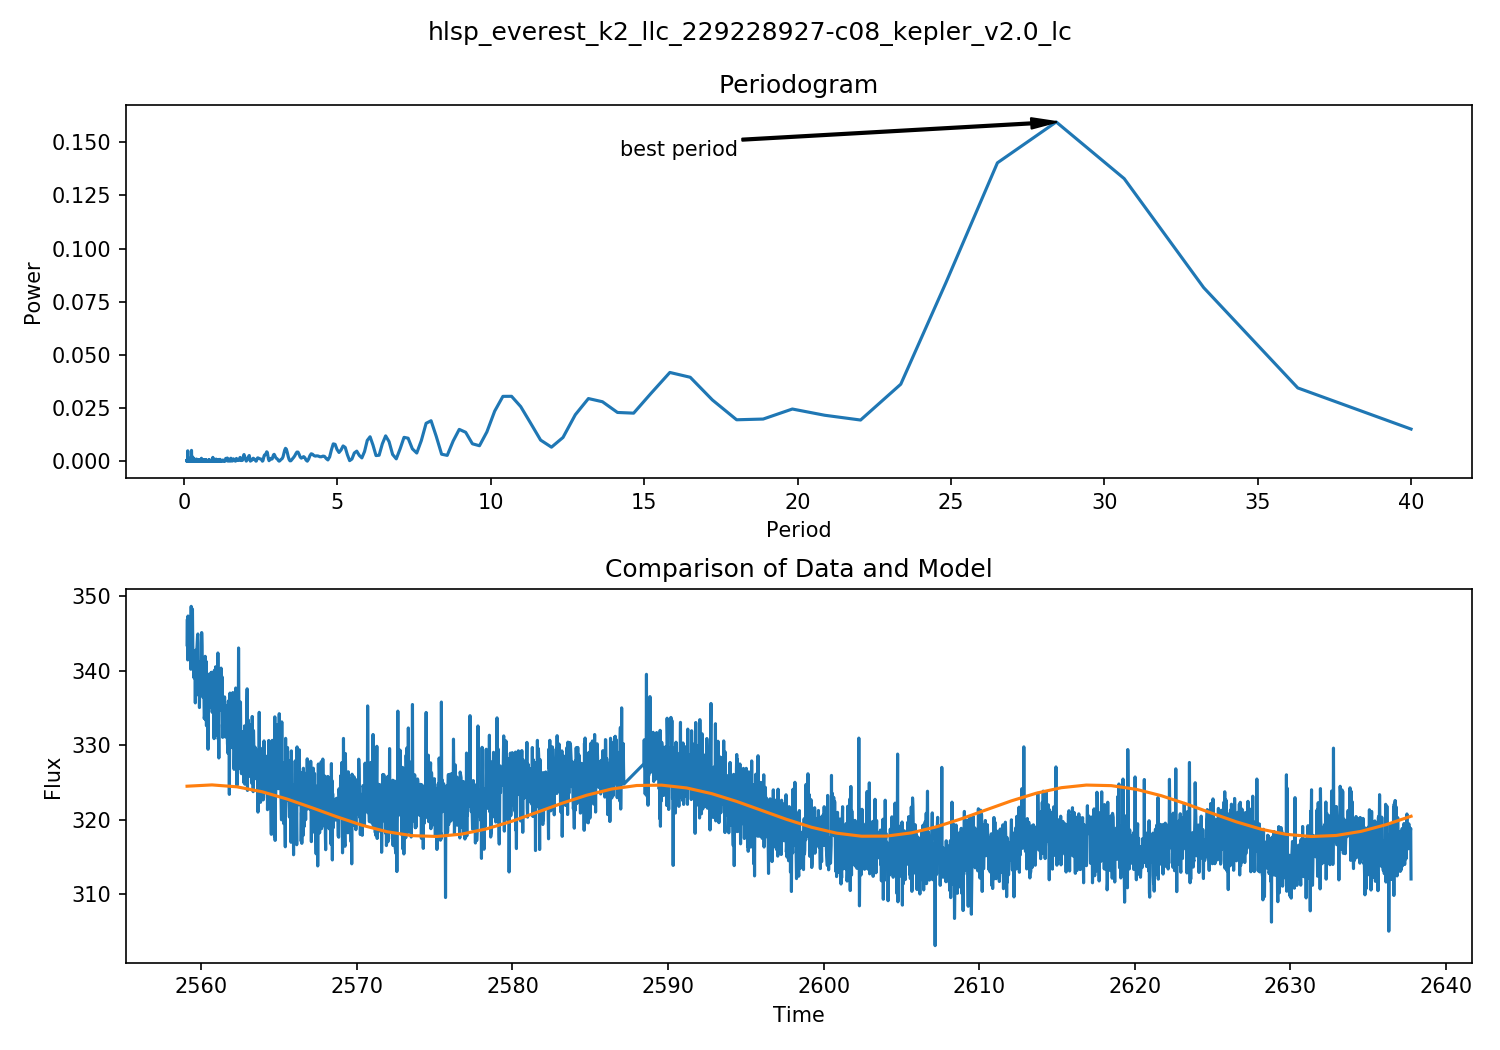 hlsp_everest_k2_llc_229228927-c08_kepler_v2.0_lc
Periodogram
0.150
0.125
0.100
0.075
0.050
0.025
0.000
Power
best period
0 5 10 15 20 25 30 35 40
Period
Comparison of Data and Model
350
340
330
320
310
Flux
2560 2570 2580 2590 2600 2610 2620 2630 2640
Time